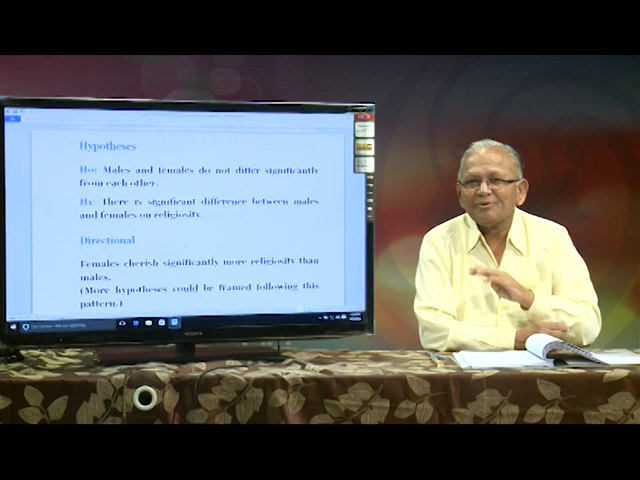 Hypotheses
H0: Males and females do not differ significantly
from each other.
H1: There is significant difference between males
and females on religiosity.
Directional
Females cherish significantly more religiosity than
males.
(More hypotheses could be framed following this
pattern.)
SONY